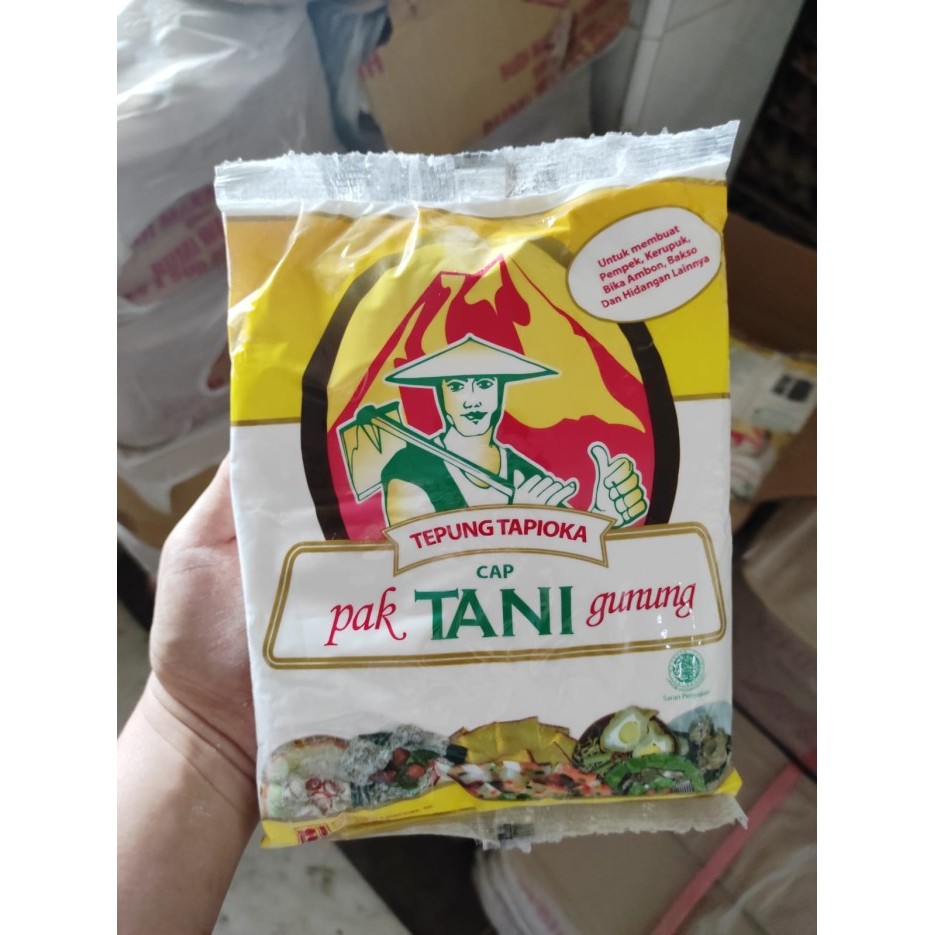 Untuk membuat
Pempek, Kerupuk,
Bika Ambon, Bakso
Dan Hidangan Lainnya
TEPUNG TAPIOKA
CAP
pak TANI gunung
Saran Penyajian